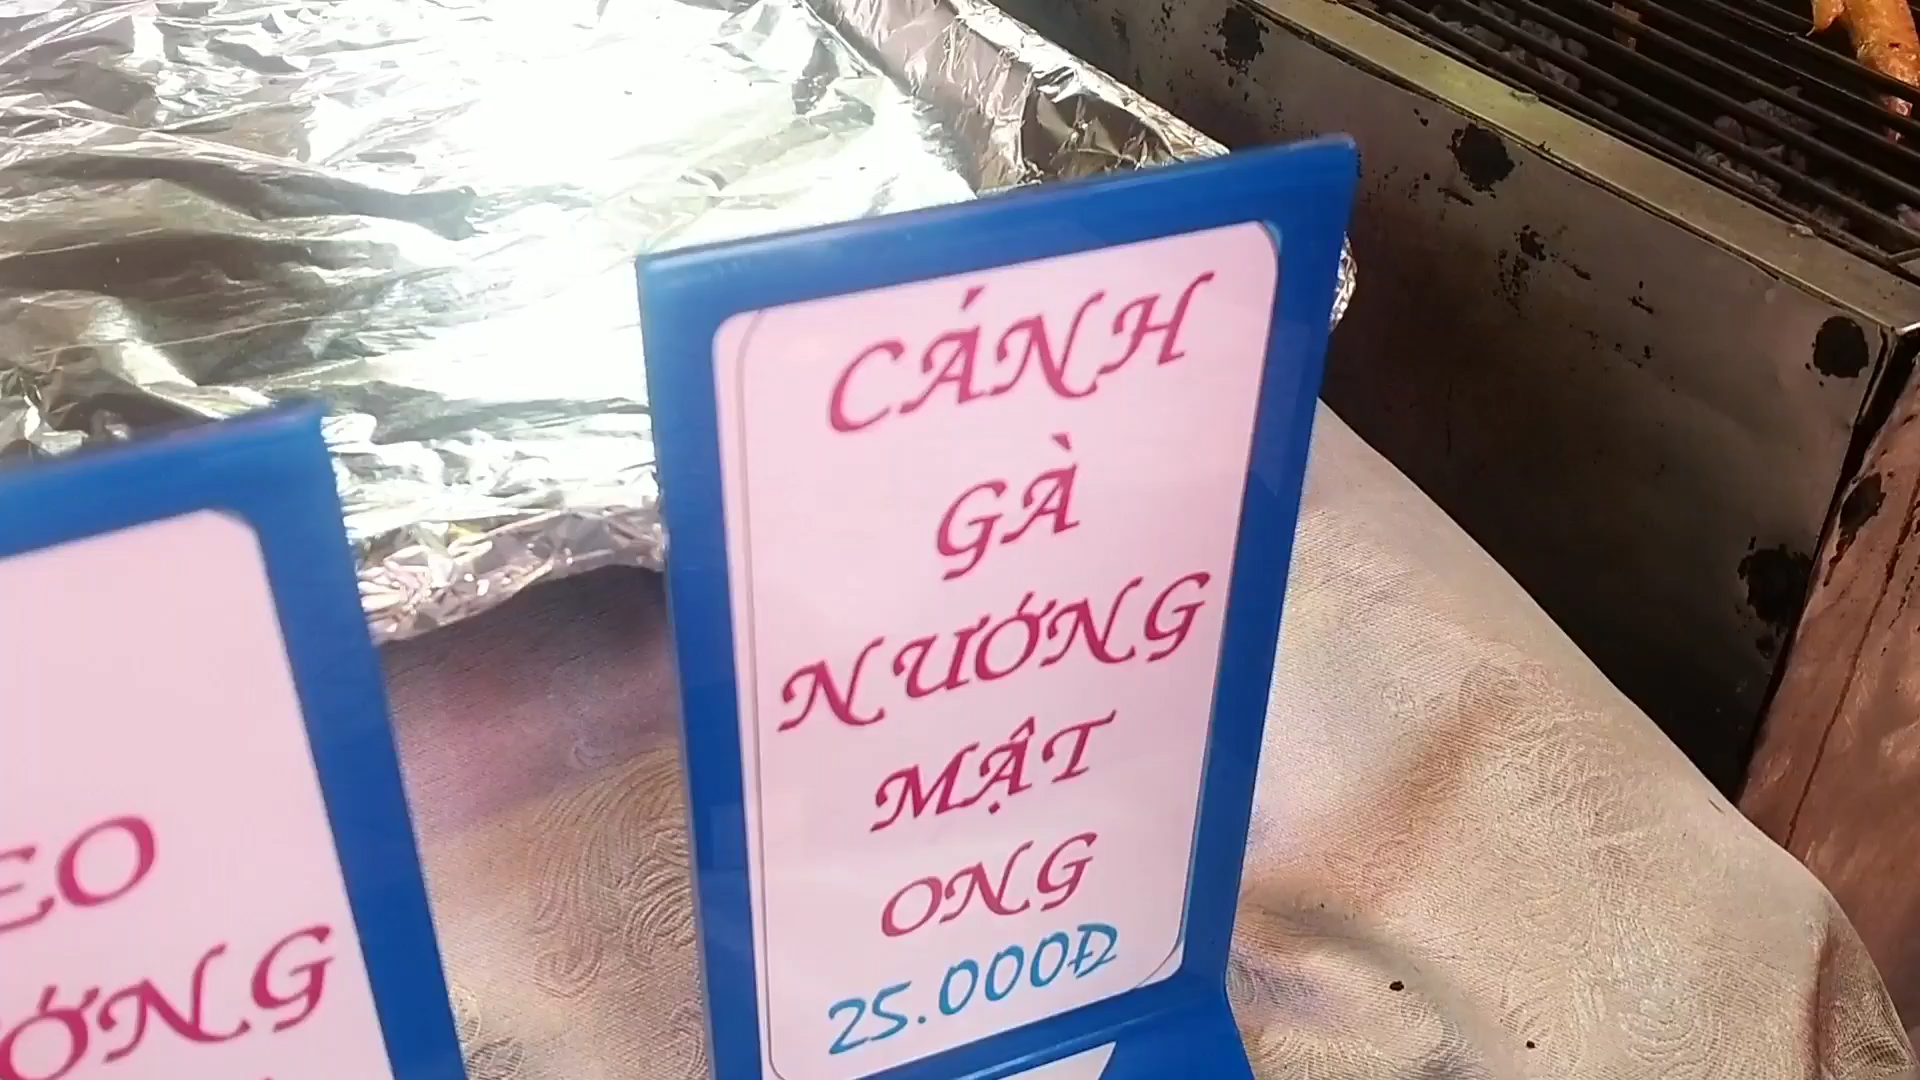 CÁNH
GÀ
NƯỚNG
MẬT
ONG
25.000Đ